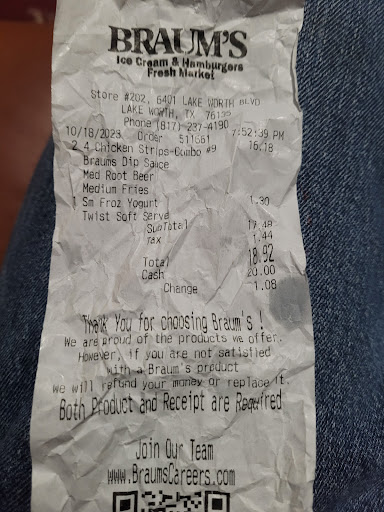 BRAUM'S
Ice Cream & Hamburgers
Fresh Market
Store #202, 6401 LAKE WORTH BLVD
LAKE WORTH, TX
Phone (817) 237-4190
10/18/2023 Order 511661 7:52:39 PM
2 4 Chicken Strips-Combo #9 16.18
Braums Dip Sauce
Med Root Beer
Medium Fries
1 Sm Froz Yogurt 1.30
Twist Soft Serve
SubTotal 17.48
Tax 1.44
Total 18.92
Cash 20.00
Change 1.08
Thank You for choosing Braum's !
We are proud of the products we offer.
However, if you are not satisfied
with a Braum's product
we will refund your money or replace it.
Both Product and Receipt are Required
Join Our Team
www.BraumsCareers.com